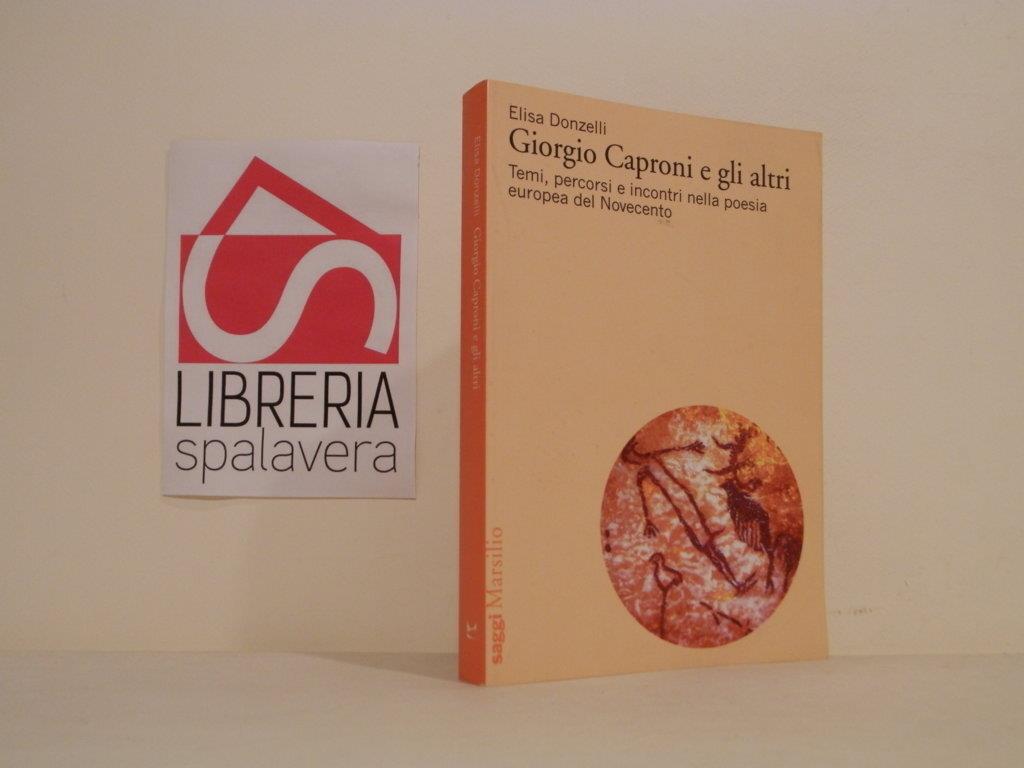 LIBRERIA
spalavera
Elisa Donzelli Giorgio Caproni e gli altri
Elisa Donzelli
Giorgio Caproni e gli altri
Temi, percorsi e incontri nella poesia
europea del Novecento
saggi Marsilio